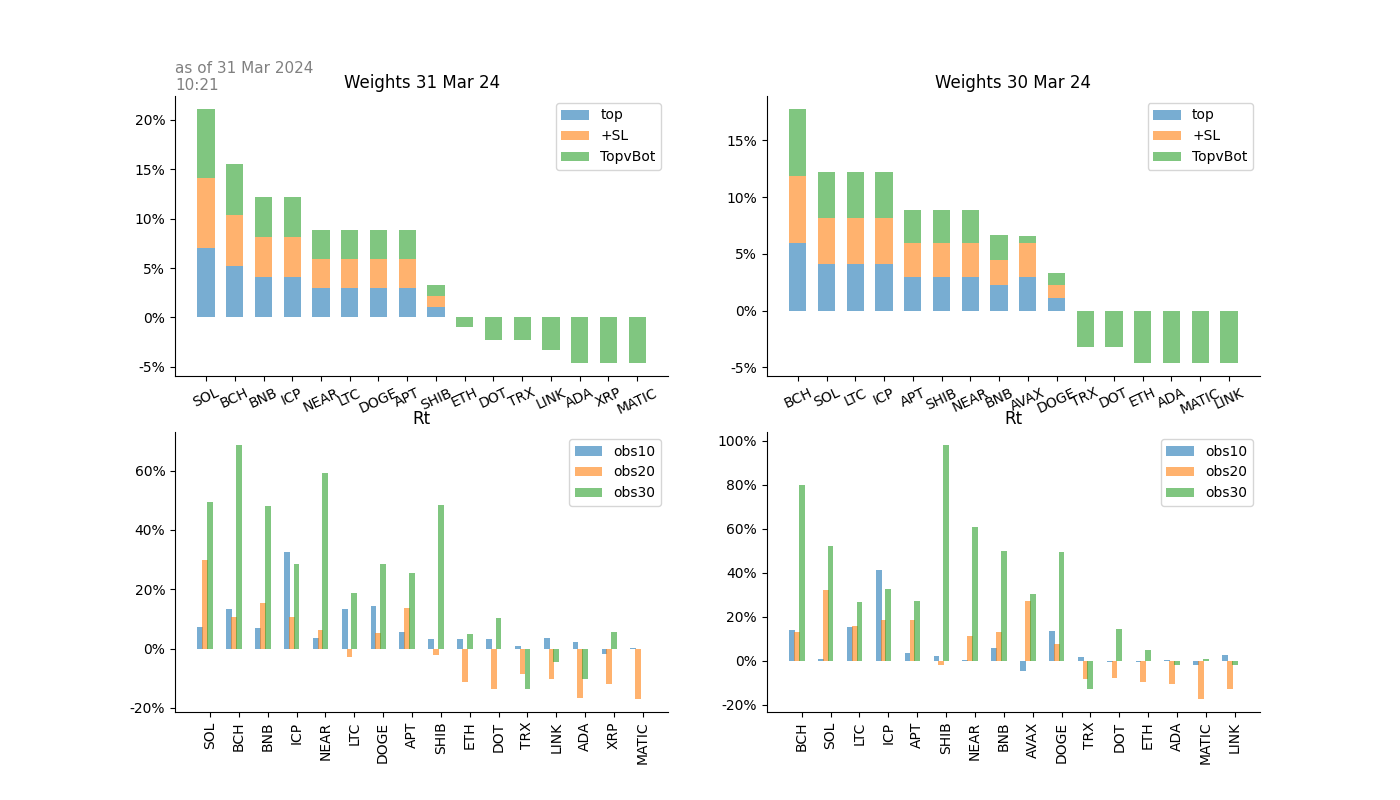 as of 31 Mar 2024
10:21
Weights 31 Mar 24
20%
15%
10%
5%
0%
-5%
top
+SL
TopvBot
SOL BCH BNB ICP NEAR LTC DOGE APT SHIB ETH DOT TRX LINK ADA XRP MATIC
Weights 30 Mar 24
15%
10%
5%
0%
-5%
top
+SL
TopvBot
BCH SOL LTC ICP APT SHIB NEAR BNB AVAX DOGE TRX DOT ETH ADA MATIC LINK
Rt
60%
40%
20%
0%
-20%
obs10
obs20
obs30
SOL BCH BNB ICP NEAR LTC DOGE APT SHIB ETH DOT TRX LINK ADA XRP MATIC
Rt
100%
80%
60%
40%
20%
0%
-20%
obs10
obs20
obs30
BCH SOL LTC ICP APT SHIB NEAR BNB AVAX DOGE TRX DOT ETH ADA MATIC LINK